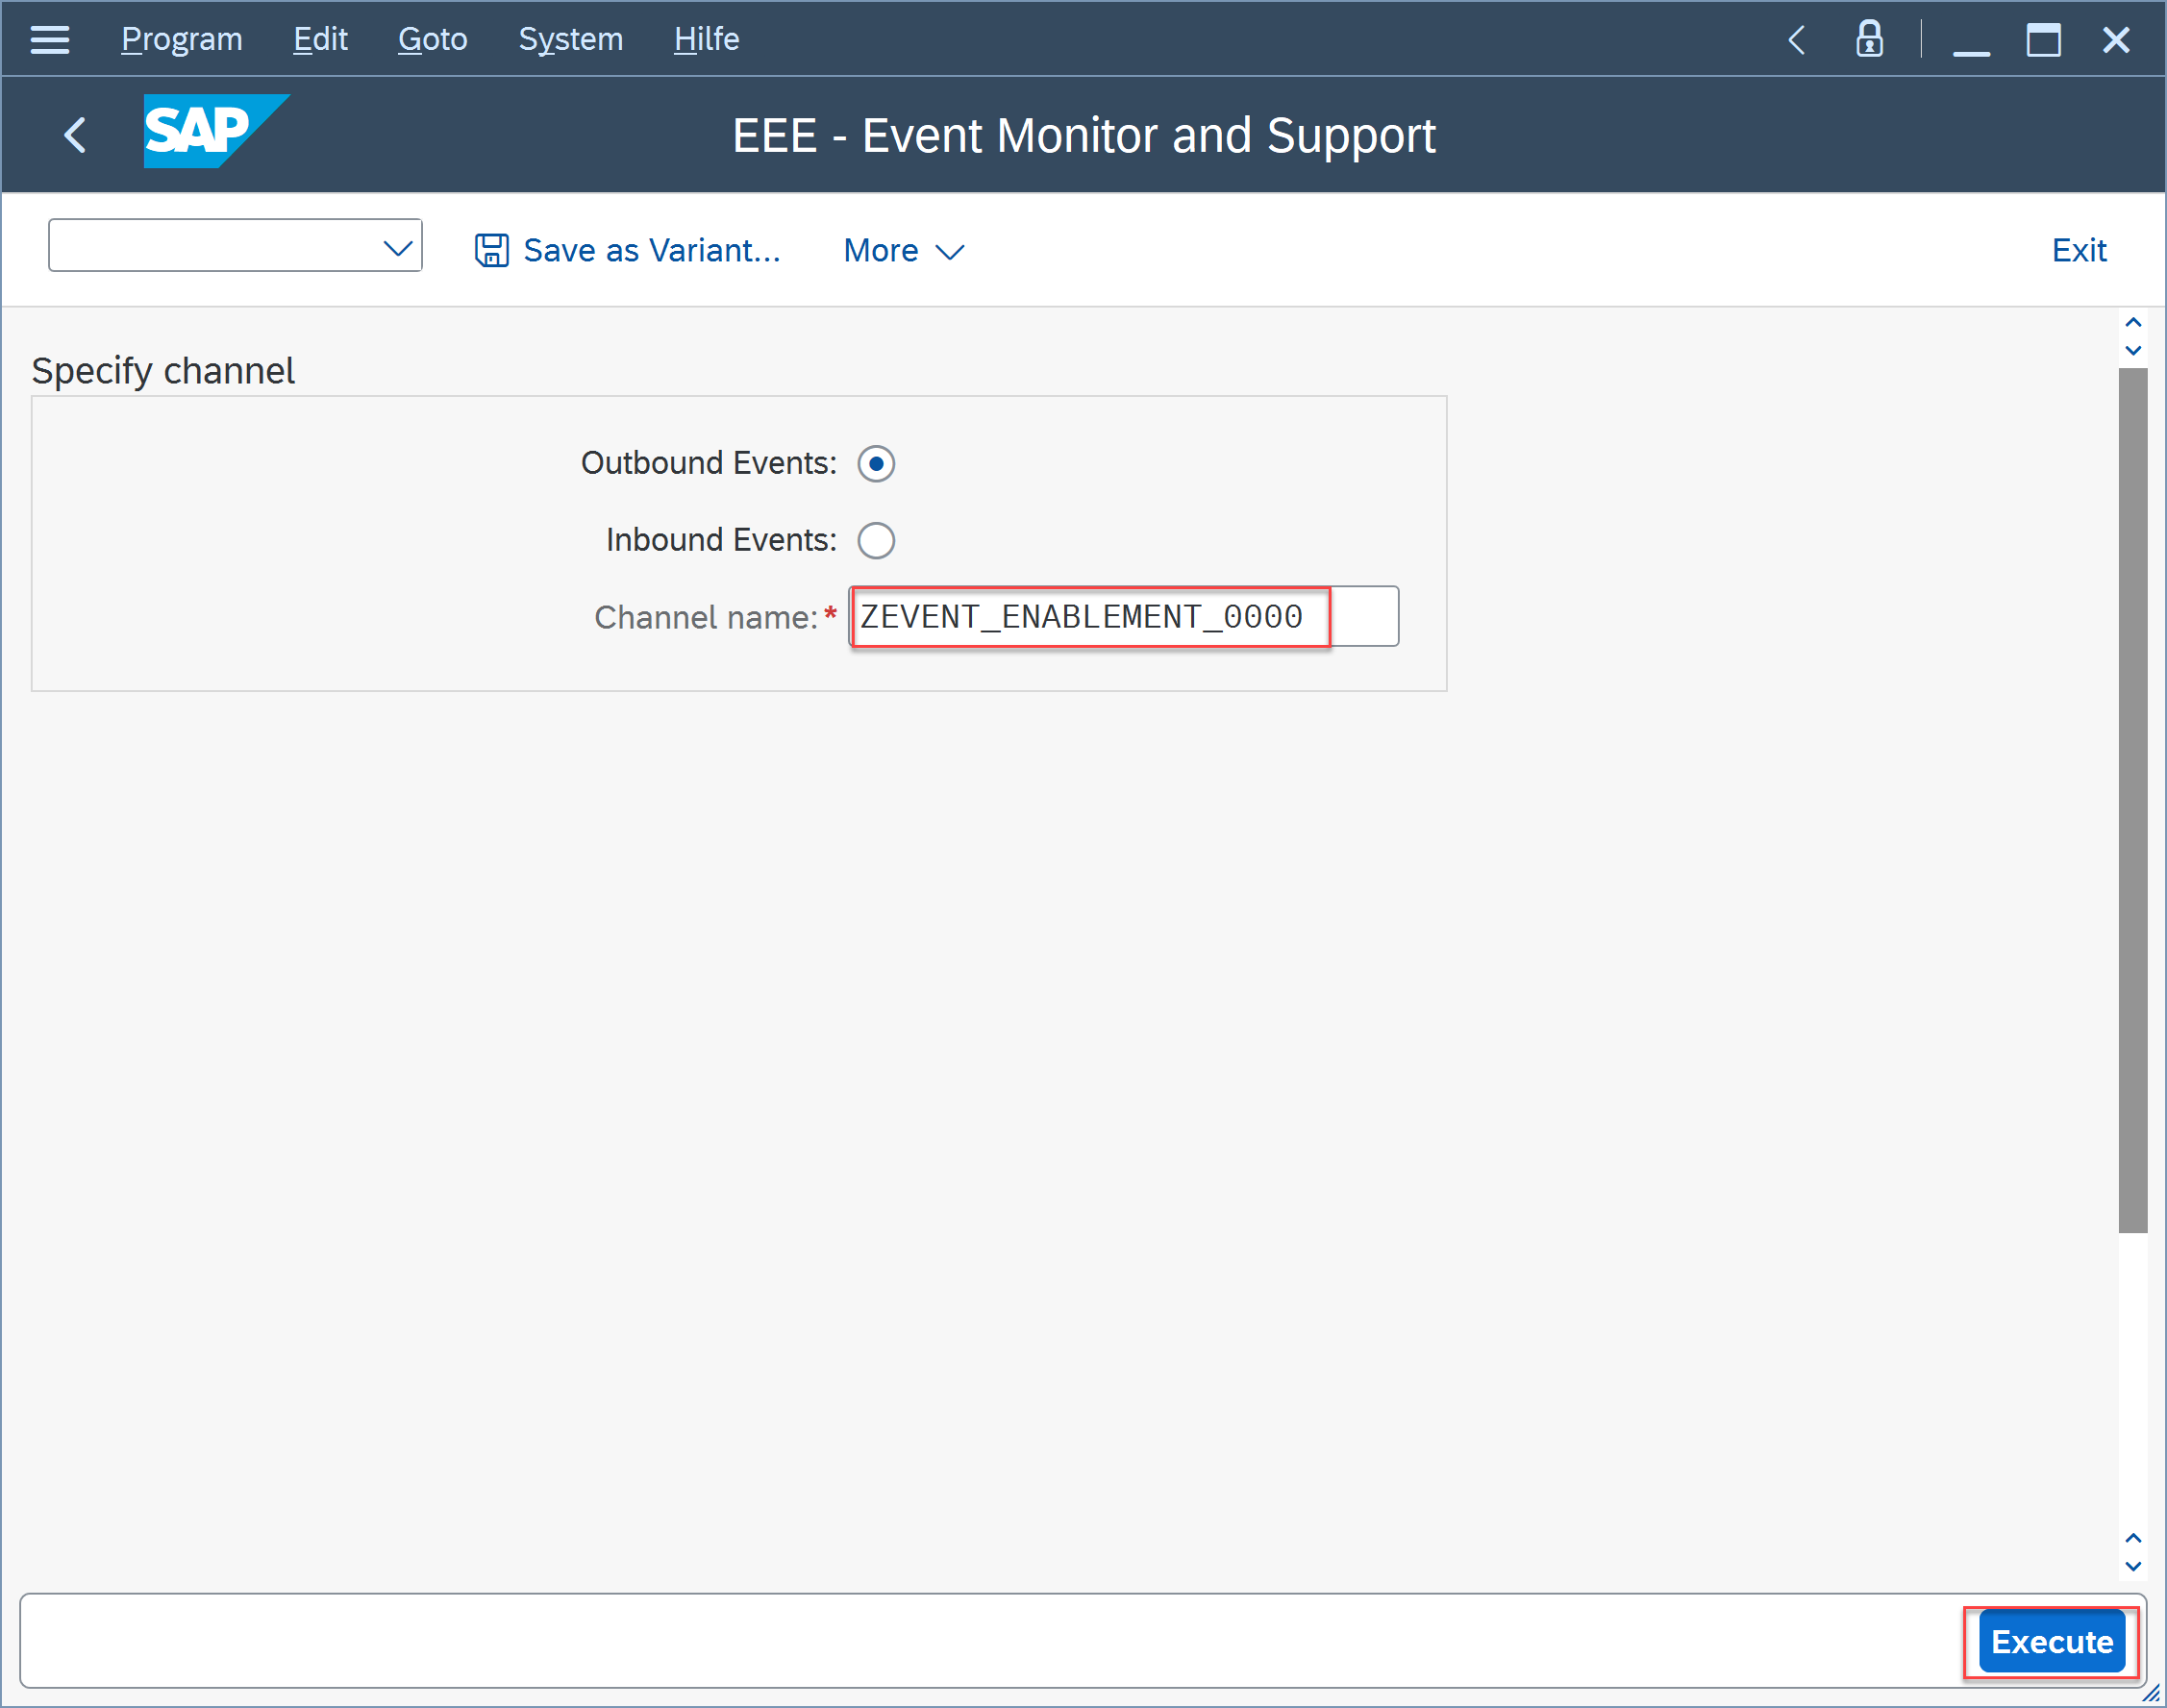 Program Edit Goto System Hilfe
SAP
EEE - Event Monitor and Support
Save as Variant... More Exit
Specify channel
Outbound Events:
Inbound Events:
Channel name:* ZEVENT_ENABLEMENT_0000
Execute